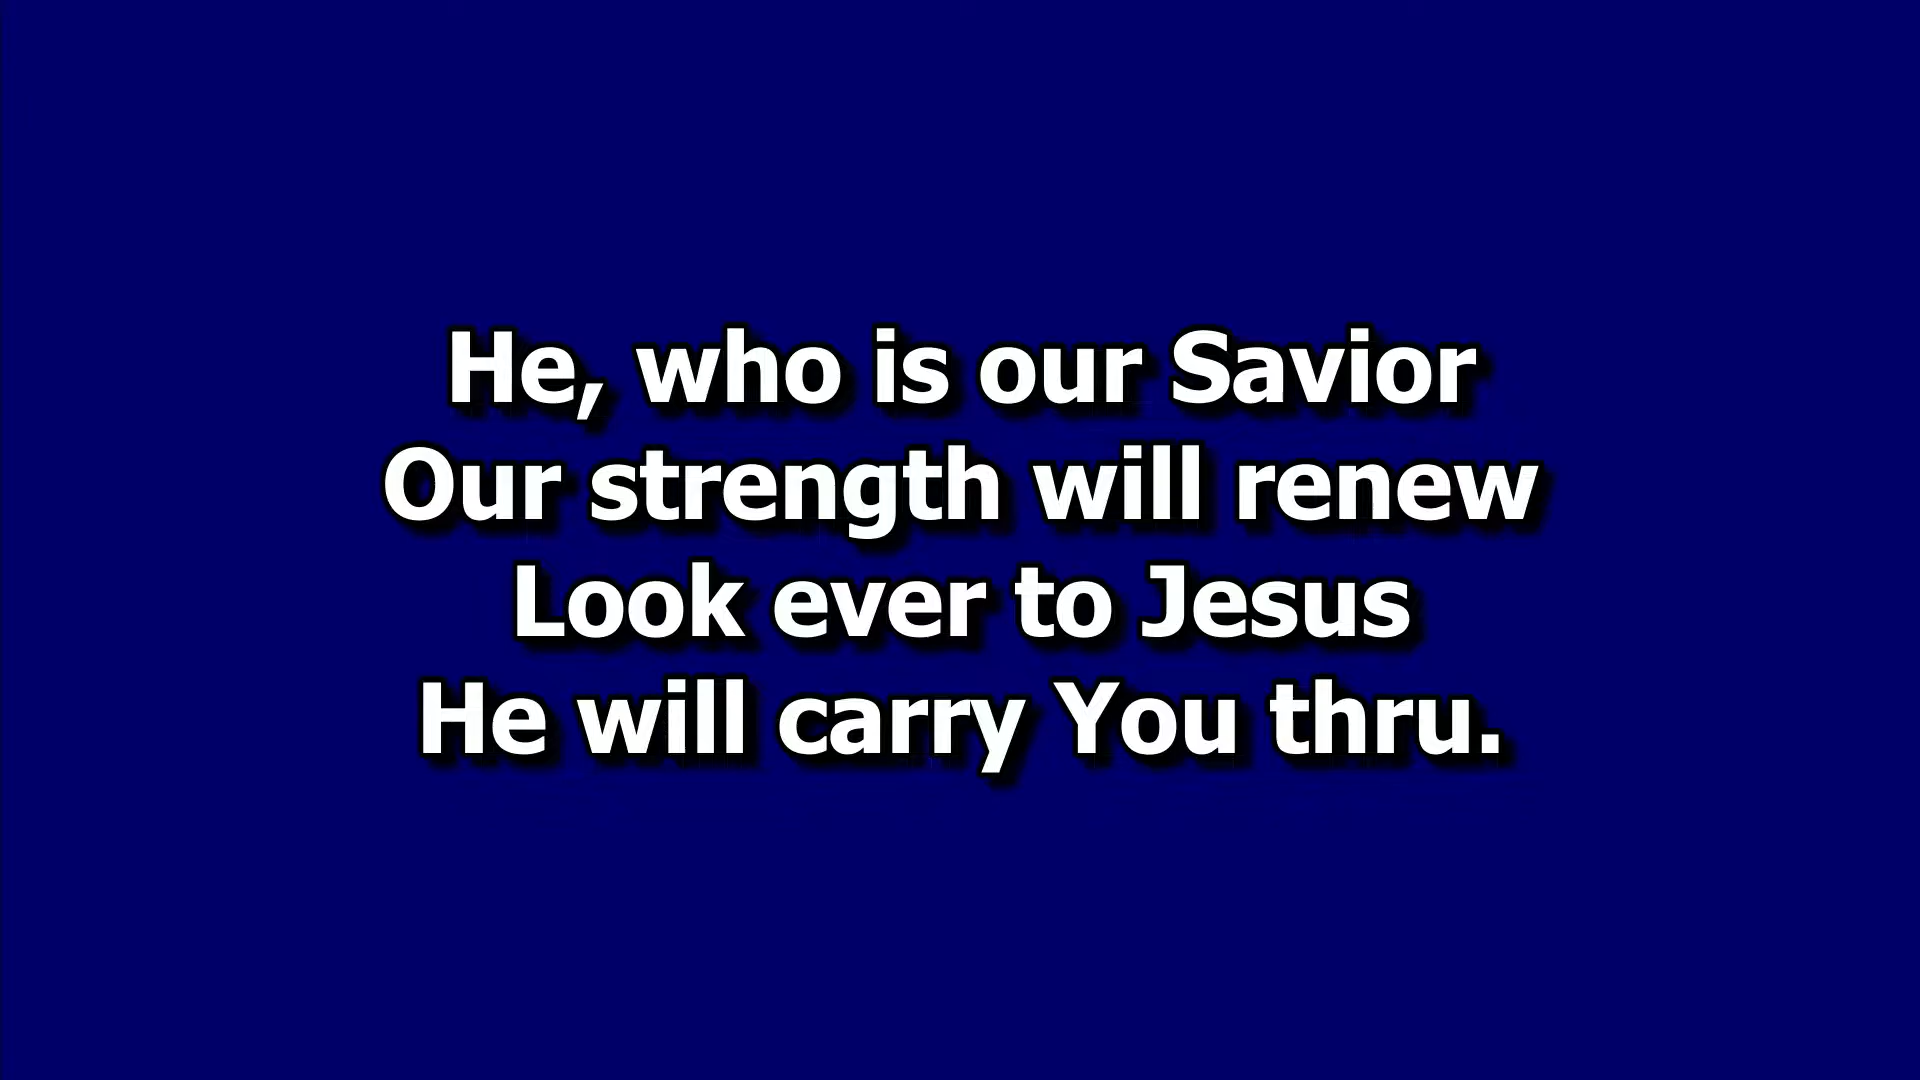 He, who is our Savior
Our strength will renew
Look ever to Jesus
He will carry You thru.